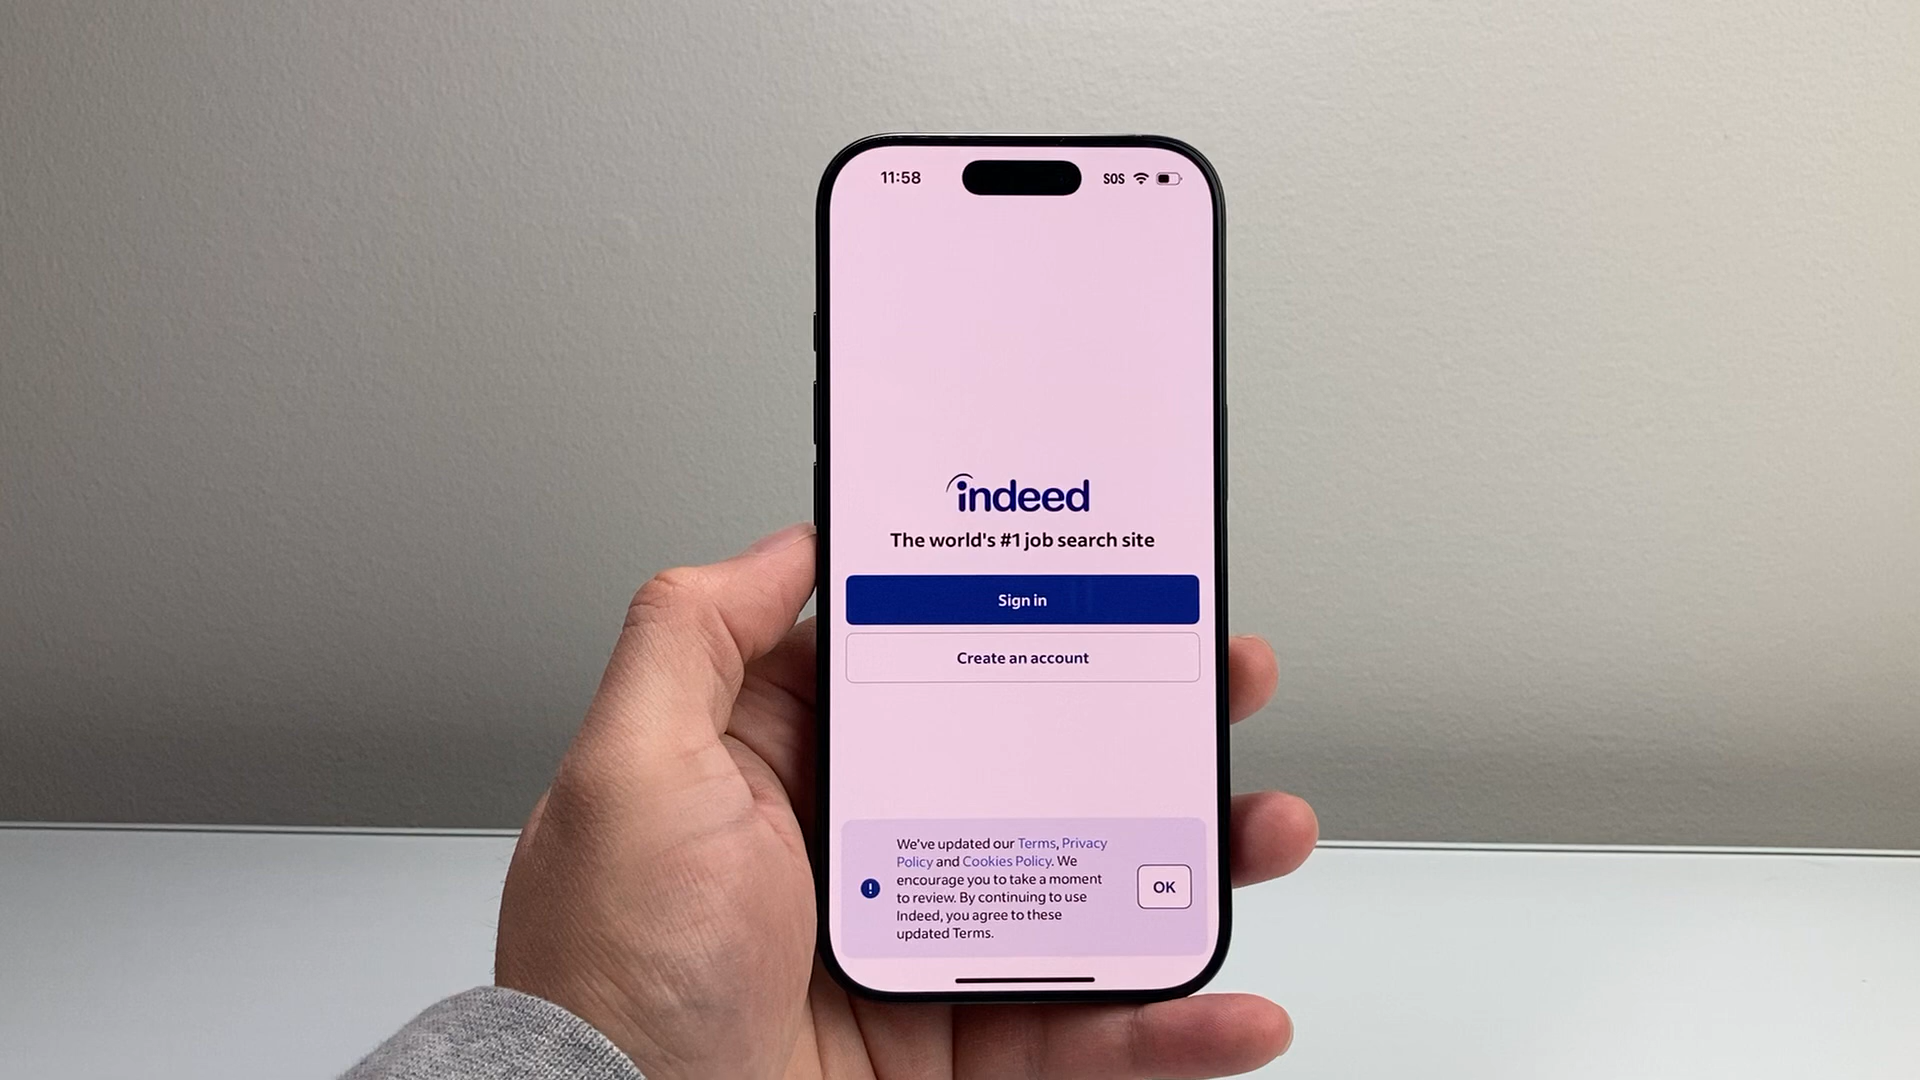 11:58 SOS
indeed
The world's #1 job search site
Sign in
Create an account
We've updated our Terms, Privacy
Policy and Cookies Policy. We
encourage you to take a moment
to review. By continuing to use
Indeed, you agree to these
updated Terms.
OK